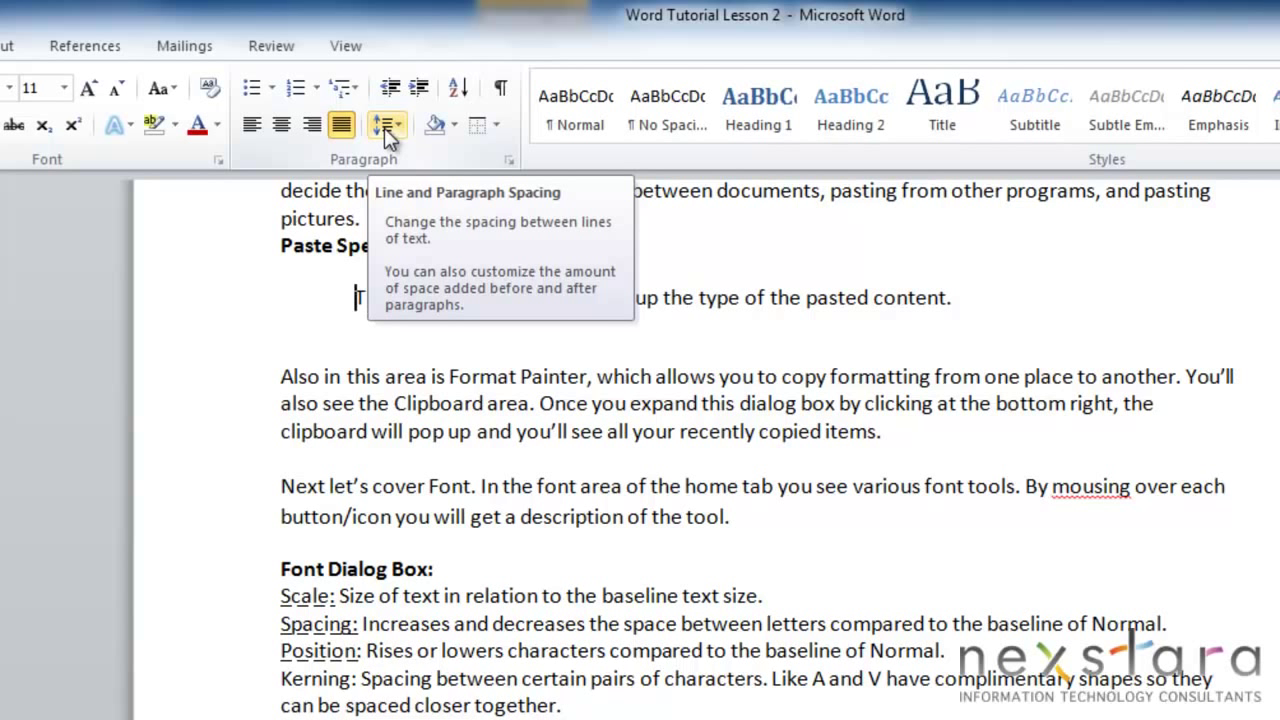 Word Tutorial Lesson 2 - Microsoft Word
References Mailings Review View
11 Aa
abc x₂ x² A ab A
AaBbCcDc AaBbCcDc AaBbC AaBbCc AaB AaBbCc. AaBbCcDc AaBbCcDc
¶ Normal ¶ No Spaci... Heading 1 Heading 2 Title Subtitle Subtle Em... Emphasis
Font Paragraph Styles
Line and Paragraph Spacing
Change the spacing between lines
of text.
You can also customize the amount
of space added before and after
paragraphs.
decide between documents, pasting from other programs, and pasting
pictures.
Paste
up the type of the pasted content.
Also in this area is Format Painter, which allows you to copy formatting from one place to another. You’ll
also see the Clipboard area. Once you expand this dialog box by clicking at the bottom right, the
clipboard will pop up and you’ll see all your recently copied items.
Next let’s cover Font. In the font area of the home tab you see various font tools. By mousing over each
button/icon you will get a description of the tool.
Font Dialog Box:
Scale: Size of text in relation to the baseline text size.
Spacing: Increases and decreases the space between letters compared to the baseline of Normal.
Position: Rises or lowers characters compared to the baseline of Normal.
Kerning: Spacing between certain pairs of characters. Like A and V have complimentary shapes so they
can be spaced closer together.
nexstara
INFORMATION TECHNOLOGY CONSULTANTS